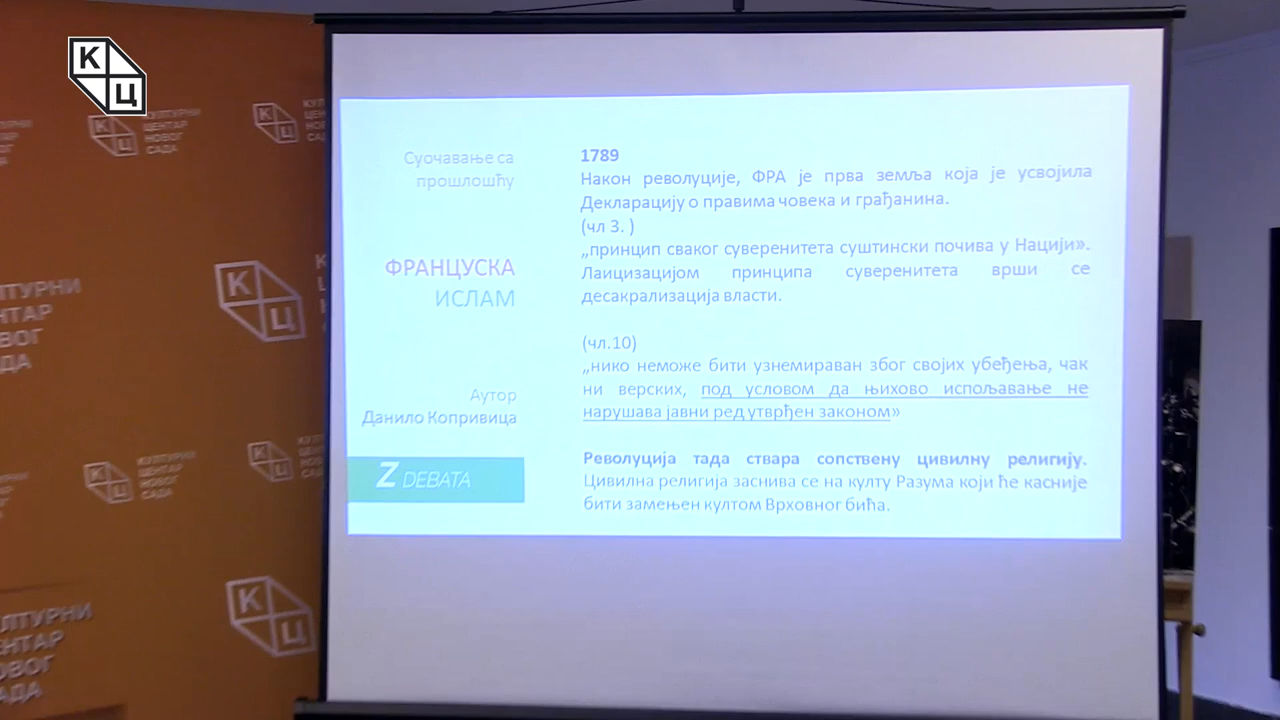 К
Ц
КУЛТУРНИ
ЦЕНТАР
НОВОГ
САДА
Суочавање са
прошлошћу
ФРАНЦУСКА
ИСЛАМ
Аутор
Данило Копривица
Z DEBATA
1789
Након револуције, ФРА је прва земља која је усвојила
Декларацију о правима човека и грађанина.
(чл 3. )
„принцип сваког суверенитета суштински почива у Нацији».
Лаицизацијом принципа суверенитета врши се
десакрализација власти.
(чл.10)
„нико неможе бити узнемираван због својих убеђења, чак
ни верских, под условом да њихово испољавање не
нарушава јавни ред утврђен законом»
Револуција тада ствара сопствену цивилну религију.
Цивилна религија заснива се на култу Разума који ће касније
бити замењен култом Врховног бића.
К
Ц
К
Ц
КУЛТУРНИ
ЦЕНТАР
НОВОГ
САДА
К
Ц
К
Ц